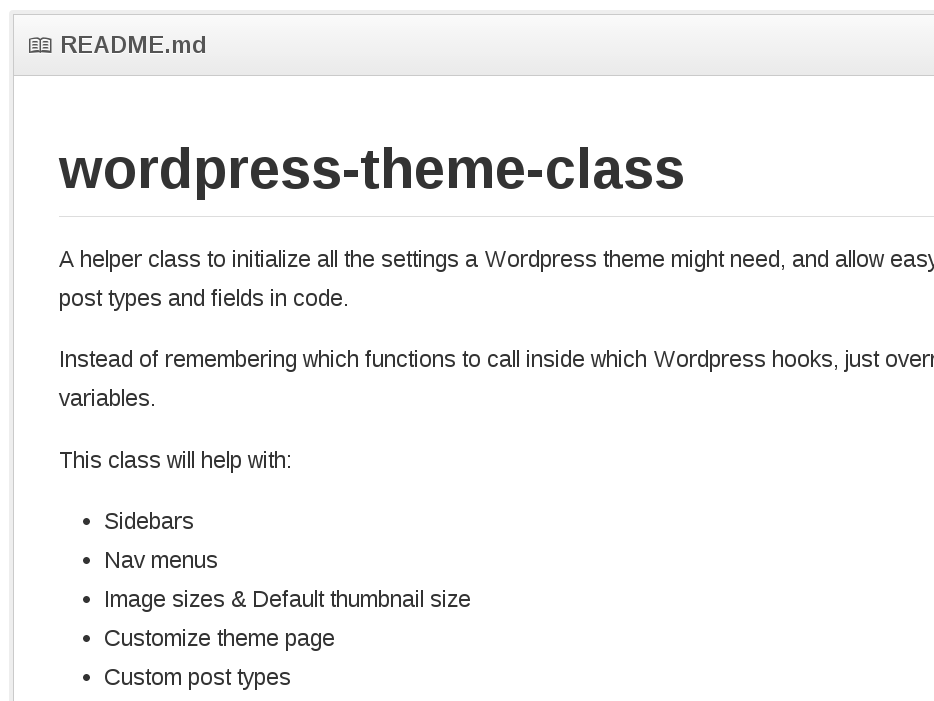 README.md
wordpress-theme-class
A helper class to initialize all the settings a Wordpress theme might need, and allow easy
post types and fields in code.
Instead of remembering which functions to call inside which Wordpress hooks, just
variables.
This class will help with:
• Sidebars
• Nav menus
• Image sizes & Default thumbnail size
• Customize theme page
• Custom post types